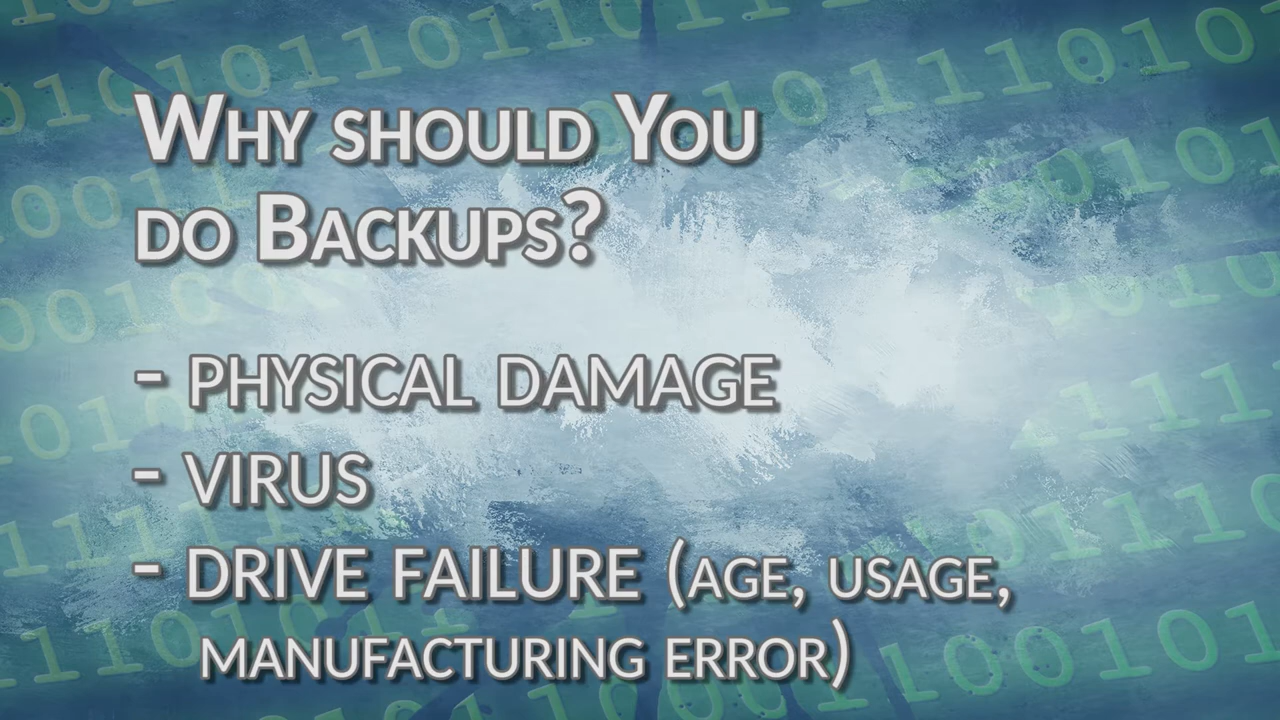 Why should You
do Backups?
- physical damage
- virus
- drive failure (age, usage,
manufacturing error)